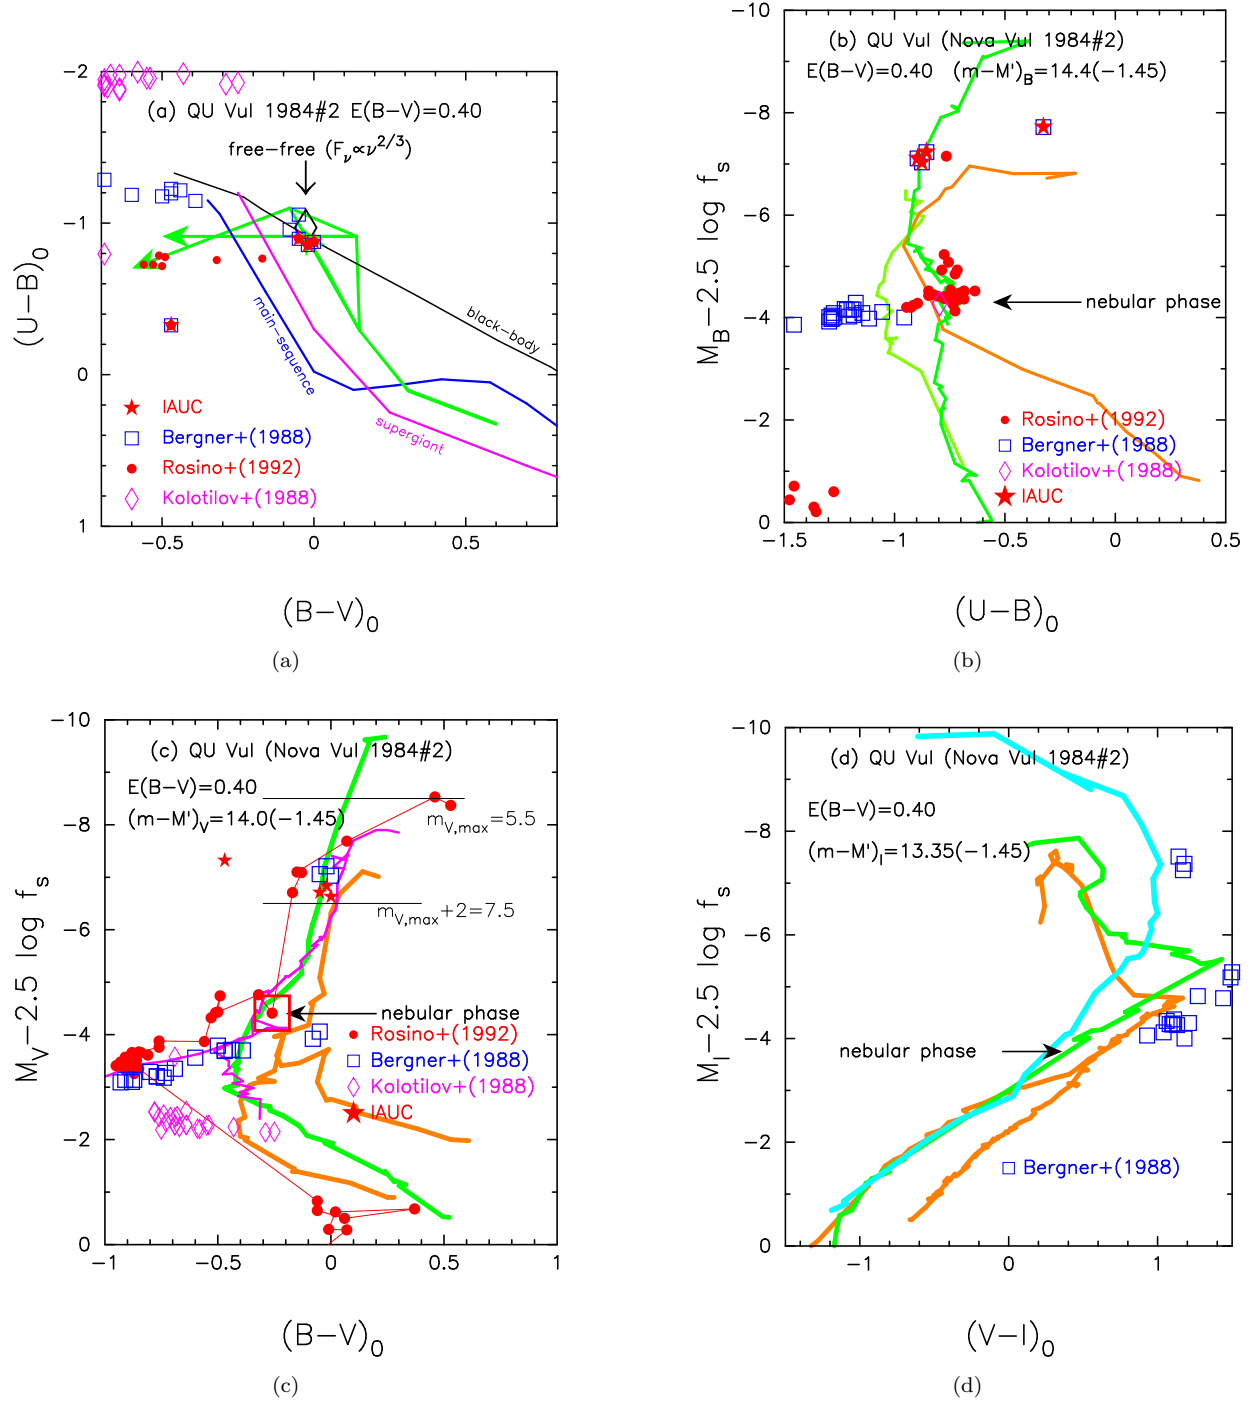 (a) QU Vul 1984#2 E(B−V)=0.40
free−free (F_ν∝ν^2/3)
main−sequence
black−body
supergiant
IAUC
Bergner+(1988)
Rosino+(1992)
Kolotilov+(1988)
−2
−1
0
1
−0.5 0 0.5
(U−B)_0
(B−V)_0
(a)
(b) QU Vul (Nova Vul 1984#2)
E(B−V)=0.40 (m−M')_B=14.4(−1.45)
nebular phase
Rosino+(1992)
Bergner+(1988)
Kolotilov+(1988)
IAUC
−10
−8
−6
−4
−2
0
−1.5 −1 −0.5 0 0.5
M_B−2.5 log f_s
(U−B)_0
(b)
(c) QU Vul (Nova Vul 1984#2)
E(B−V)=0.40
(m−M')_V=14.0(−1.45)
m_V,max=5.5
m_V,max+2=7.5
nebular phase
Rosino+(1992)
Bergner+(1988)
Kolotilov+(1988)
IAUC
−10
−8
−6
−4
−2
0
−1 −0.5 0 0.5 1
M_V−2.5 log f_s
(B−V)_0
(c)
(d) QU Vul (Nova Vul 1984#2)
E(B−V)=0.40
(m−M')_I=13.35(−1.45)
nebular phase
Bergner+(1988)
−10
−8
−6
−4
−2
0
−1 0 1
M_I−2.5 log f_s
(V−I)_0
(d)